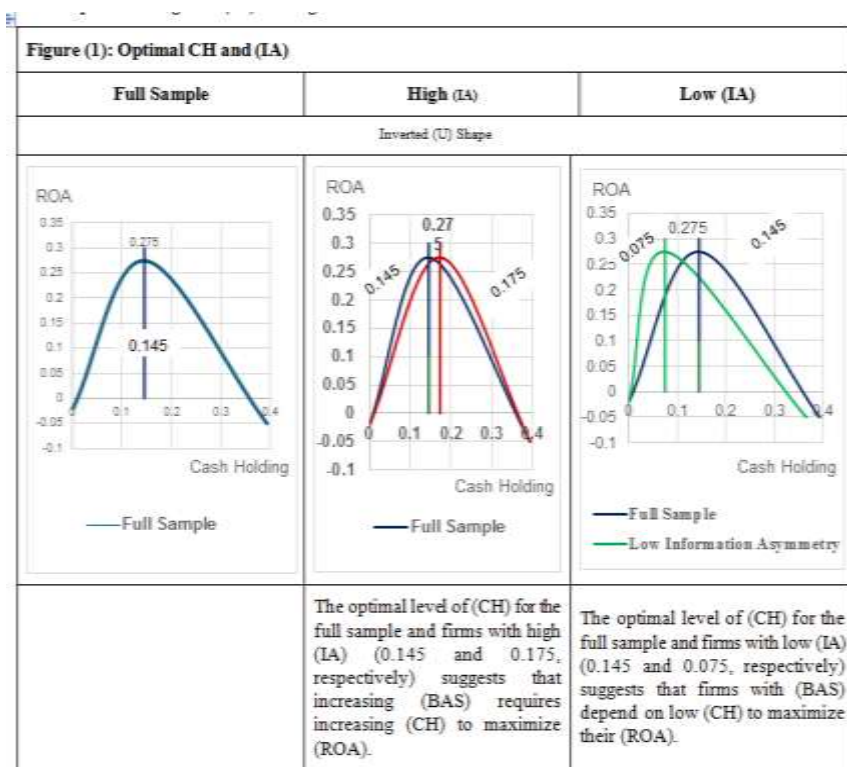 Figure (1): Optimal CH and (IA)
Full Sample
High (IA)
Low (IA)
Inverted (U) Shape
ROA
0.35
0.3
0.25
0.2
0.15
0.1
0.05
0
-0.05
-0.1
0.275
0.145
0.1
0.2
0.3
0.4
Cash Holding
Full Sample
ROA
0.35
0.3
0.25
0.2
0.15
0.1
0.05
0
-0.05
-0.1
0.27
5
0.145
0.175
0
0.1
0.2
0.3
0.4
Cash Holding
Full Sample
ROA
0.35
0.3
0.25
0.2
0.15
0.1
0.05
0
-0.05
-0.1
0.075
0.275
0.145
0
0.1
0.2
0.3
0.4
Cash Holding
Full Sample
Low Information Asymmetry
The optimal level of (CH) for the
full sample and firms with high
(IA) (0.145 and 0.175,
respectively) suggests that
increasing (BAS) requires
increasing (CH) to maximize
(ROA).
The optimal level of (CH) for the
full sample and firms with low (IA)
(0.145 and 0.075, respectively)
suggests that firms with (BAS)
depend on low (CH) to maximize
their (ROA).